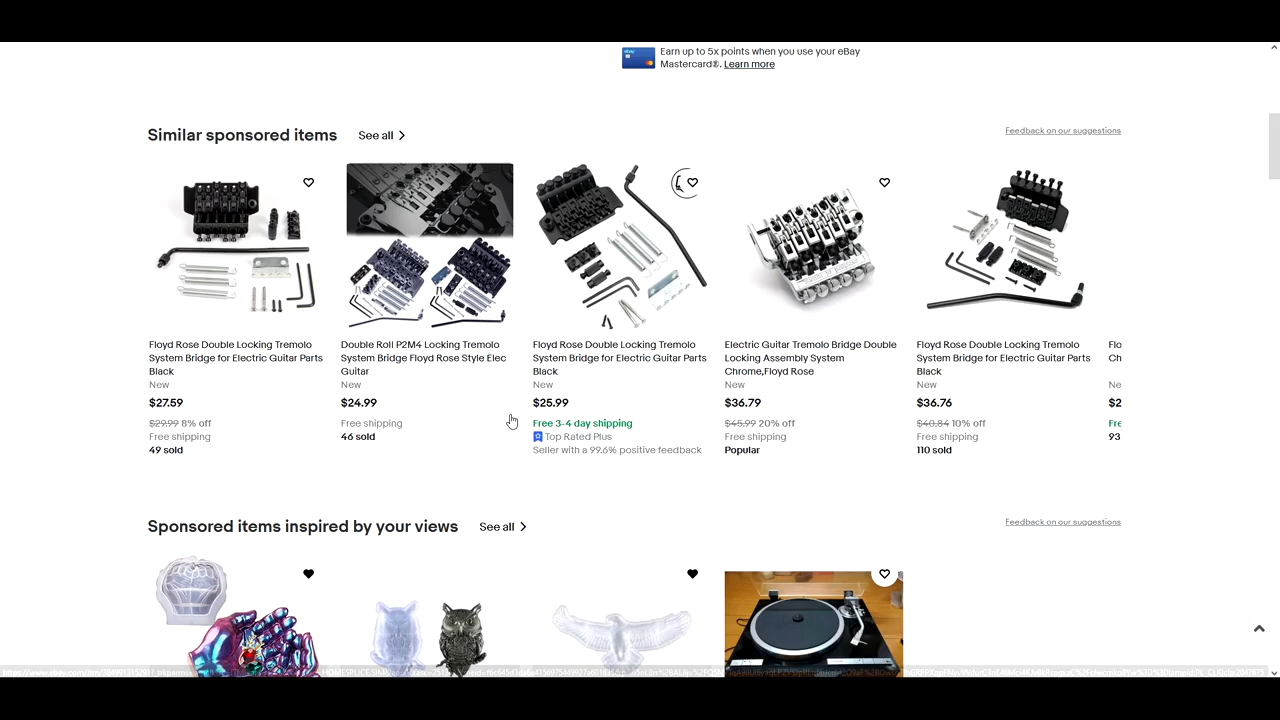 Earn up to 5x points when you use your eBay
Mastercard®. Learn more
Similar sponsored items
See all
Feedback on our suggestions
Floyd Rose Double Locking Tremolo
System Bridge for Electric Guitar Parts
Black
New
$27.59
$29.99 8% off
Free shipping
49 sold
Double Roll P2M4 Locking Tremolo
System Bridge Floyd Rose Style Elec
Guitar
New
$24.99
Free shipping
46 sold
Floyd Rose Double Locking Tremolo
System Bridge for Electric Guitar Parts
Black
New
$25.99
Free 3-4 day shipping
Top Rated Plus
Seller with a 99.6% positive feedback
Electric Guitar Tremolo Bridge Double
Locking Assembly System
Chrome,Floyd Rose
New
$36.79
$45.99 20% off
Free shipping
Popular
Floyd Rose Double Locking Tremolo
System Bridge for Electric Guitar Parts
Black
New
$36.76
$40.84 10% off
Free shipping
110 sold
Flo
Ch
Ne
$2
Fre
93
Sponsored items inspired by your views
See all
Feedback on our suggestions